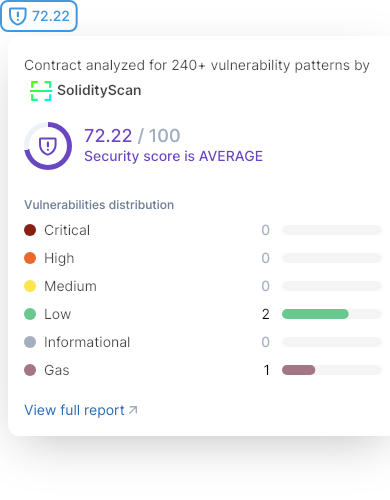 72.22
Contract analyzed for 240+ vulnerability patterns by
SolidityScan
72.22 / 100
Security score is AVERAGE
Vulnerabilities distribution
Critical 0
High 0
Medium 0
Low 2
Informational 0
Gas 1
View full report